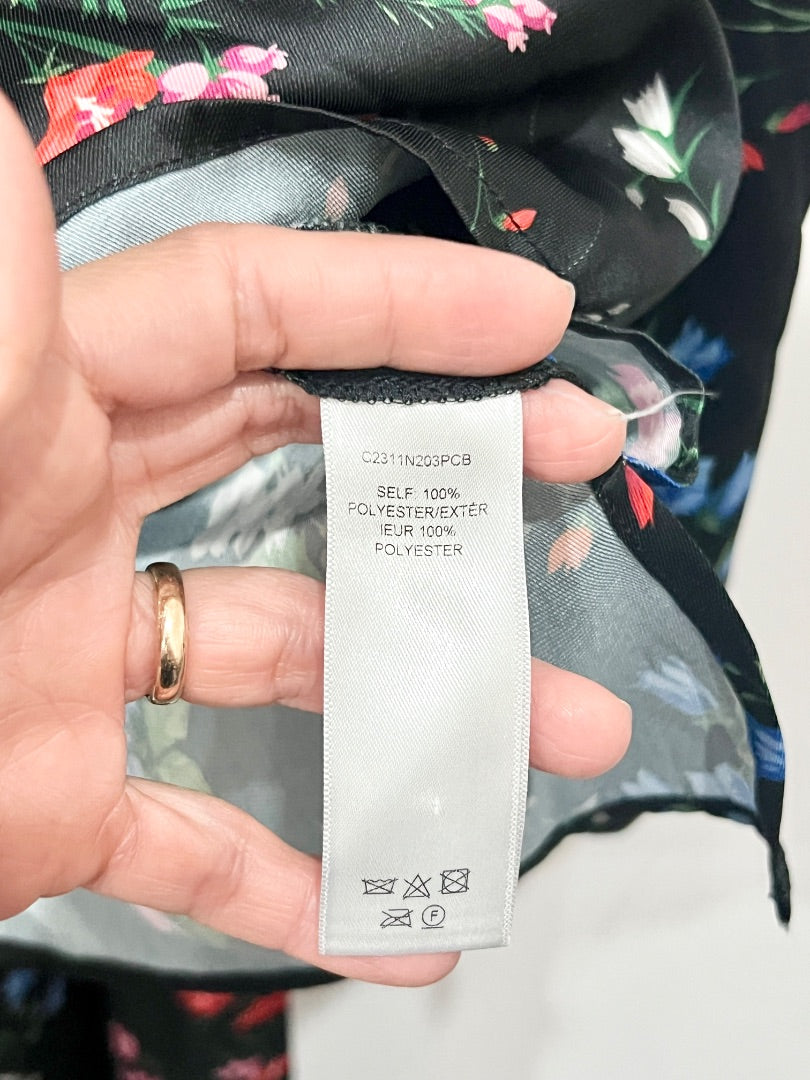 C2311N203PCB
SELF: 100%
POLYESTER/EXTÉR
IEUR 100%
POLYESTER
F